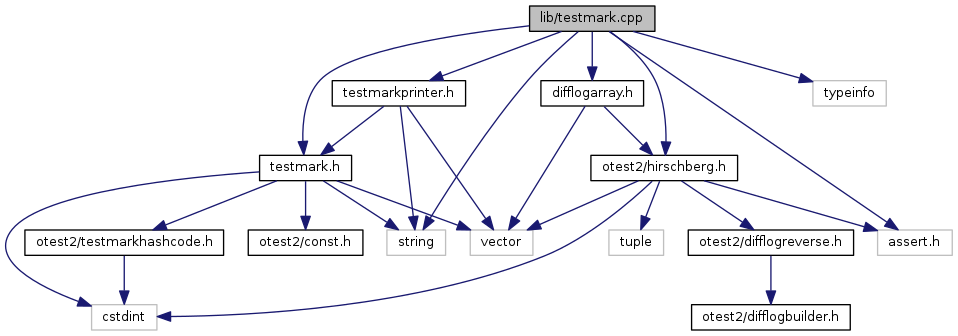 lib/testmark.cpp
testmarkprinter.h
difflogarray.h
typeinfo
testmark.h
otest2/hirschberg.h
otest2/testmarkhashcode.h
otest2/const.h
string
vector
tuple
otest2/difflogreverse.h
assert.h
cstdint
otest2/difflogbuilder.h